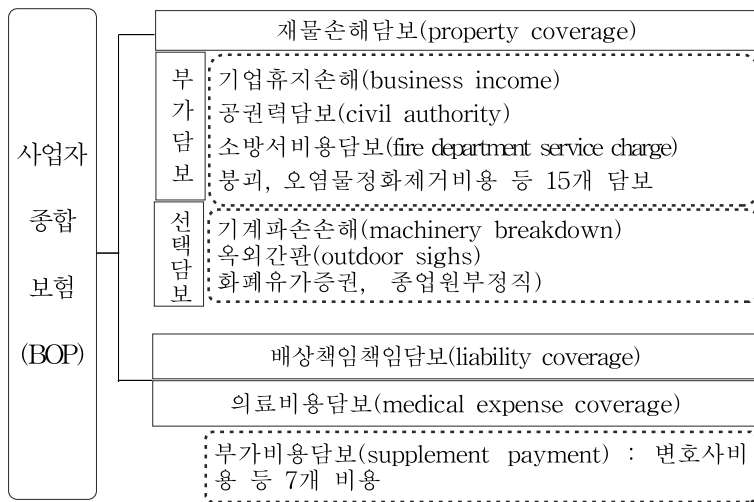 재물손해담보(property coverage)
부
가
담
보
기업휴지손해(business income)
공권력담보(civil authority)
소방서비용담보(fire department service charge)
붕괴, 오염물정화제거비용 등 15개 담보
사업자
종합
보험
(BOP)
선
택
담
보
기계파손손해(machinery breakdown)
옥외간판(outdoor sighs)
화폐유가증권, 종업원부정직)
배상책임책임담보(liability coverage)
의료비용담보(medical expense coverage)
부가비용담보(supplement payment) : 변호사비
용 등 7개 비용